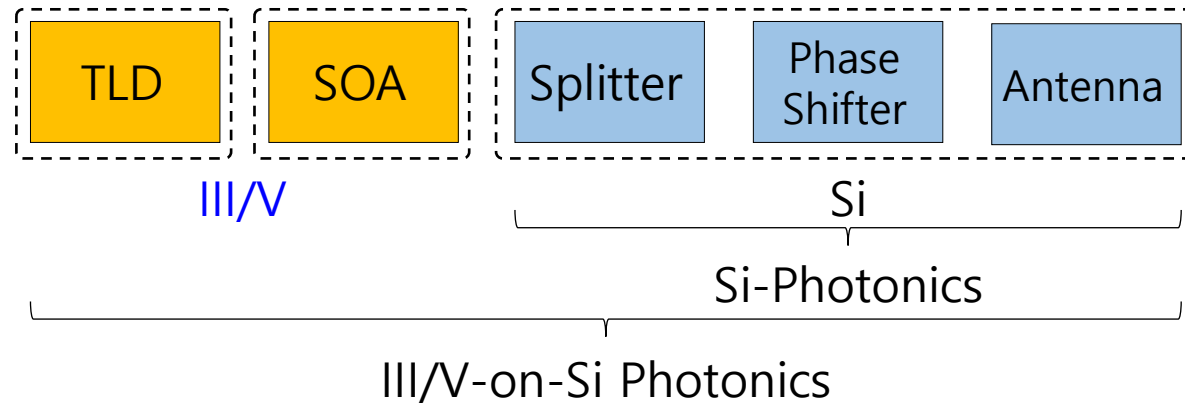 TLD
SOA
Splitter
Phase
Shifter
Antenna
III/V
Si
Si-Photonics
III/V-on-Si Photonics